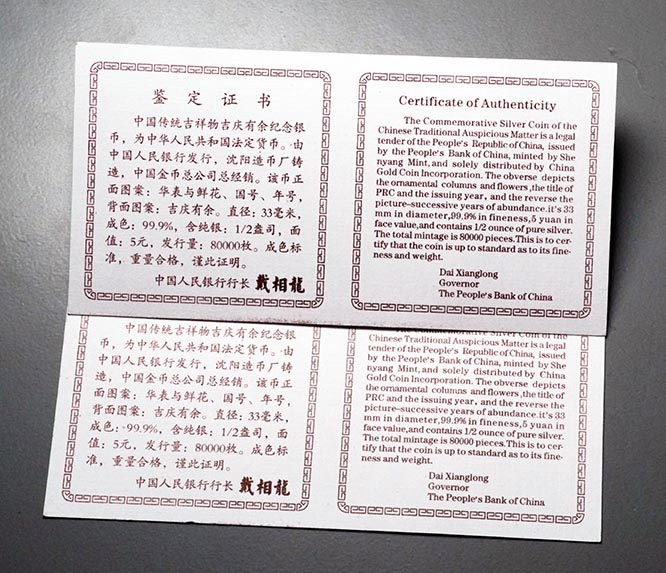 鉴定证书
中国传统吉祥物吉庆有余纪念银
币，为中华人民共和国法定货币。由
中国人民银行发行，沈阳造币厂铸
造，中国金币总公司总经销。该币正
面图案：华表与鲜花、国号、年号，
背面图案：吉庆有余。直径：33毫米，
成色：99.9%，含纯银：1/2盎司，面
值：5元，发行量：80000枚。成色标
准，重量合格，谨此证明。
中国人民银行行长 戴相龍
Certificate of Authenticity
The Commemorative Silver Coin of the
Chinese Traditional Auspicious Matter is a legal
tender of the People's Republic of China, issued
by the People's Bank of China, minted by She
nyang Mint, and solely distributed by China
Gold Coin Incorporation. The obverse depicts
the ornamental columns and flowers,the title of
PRC and the issuing year, and the reverse the
picture-successive years of abundance.it's 33
mm in diameter,99.9% in fineness,5 yuan in
face value,and contains 1/2 ounce of pure silver.
The total mintage is 80000 pieces.This is to cer-
tify that the coin is up to standard as to its fine-
ness and weight.
Dai Xianglong
Governor
The People's Bank of China
中国传统吉祥物吉庆有余纪念银
币，为中华人民共和国法定货币。由
中国人民银行发行，沈阳造币厂铸
造，中国金币总公司总经销。该币正
面图案：华表与鲜花、国号、年号，
背面图案：吉庆有余。直径：33毫米，
成色：99.9%，含纯银：1/2盎司，面
值：5元，发行量：80000枚。成色标
准，重量合格，谨此证明。
中国人民银行行长 戴相龍
The Commemorative Silver Coin of the
Chinese Traditional Auspicious Matter is a legal
tender of the People's Republic of China, issued
by the People's Bank of China, minted by She
nyang Mint, and solely distributed by China
Gold Coin Incorporation. The obverse depicts
the ornamental columns and flowers,the title of
PRC and the issuing year, and the reverse the
picture-successive years of abundance.it's 33
mm in diameter,99.9% in fineness,5 yuan in
face value,and contains 1/2 ounce of pure silver.
The total mintage is 80000 pieces.This is to cer-
tify that the coin is up to standard as to its fine-
ness and weight.
Dai Xianglong
Governor
The People's Bank of China